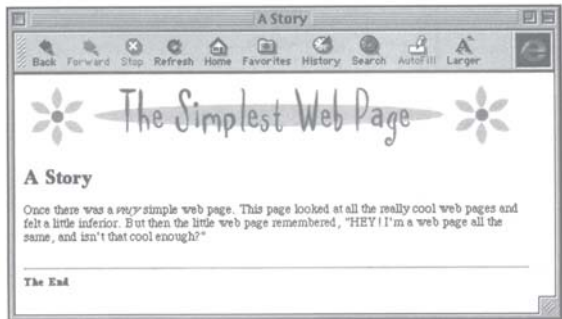 A Story
Back Forward Stop Refresh Home Favorites History Search AutoFill Larger
The Simplest Web Page
A Story
Once there was a very simple web page. This page looked at all the really cool web pages and
felt a little inferior. But then the little web page remembered, "HEY! I'm a web page all the
same, and isn't that cool enough?"
The End